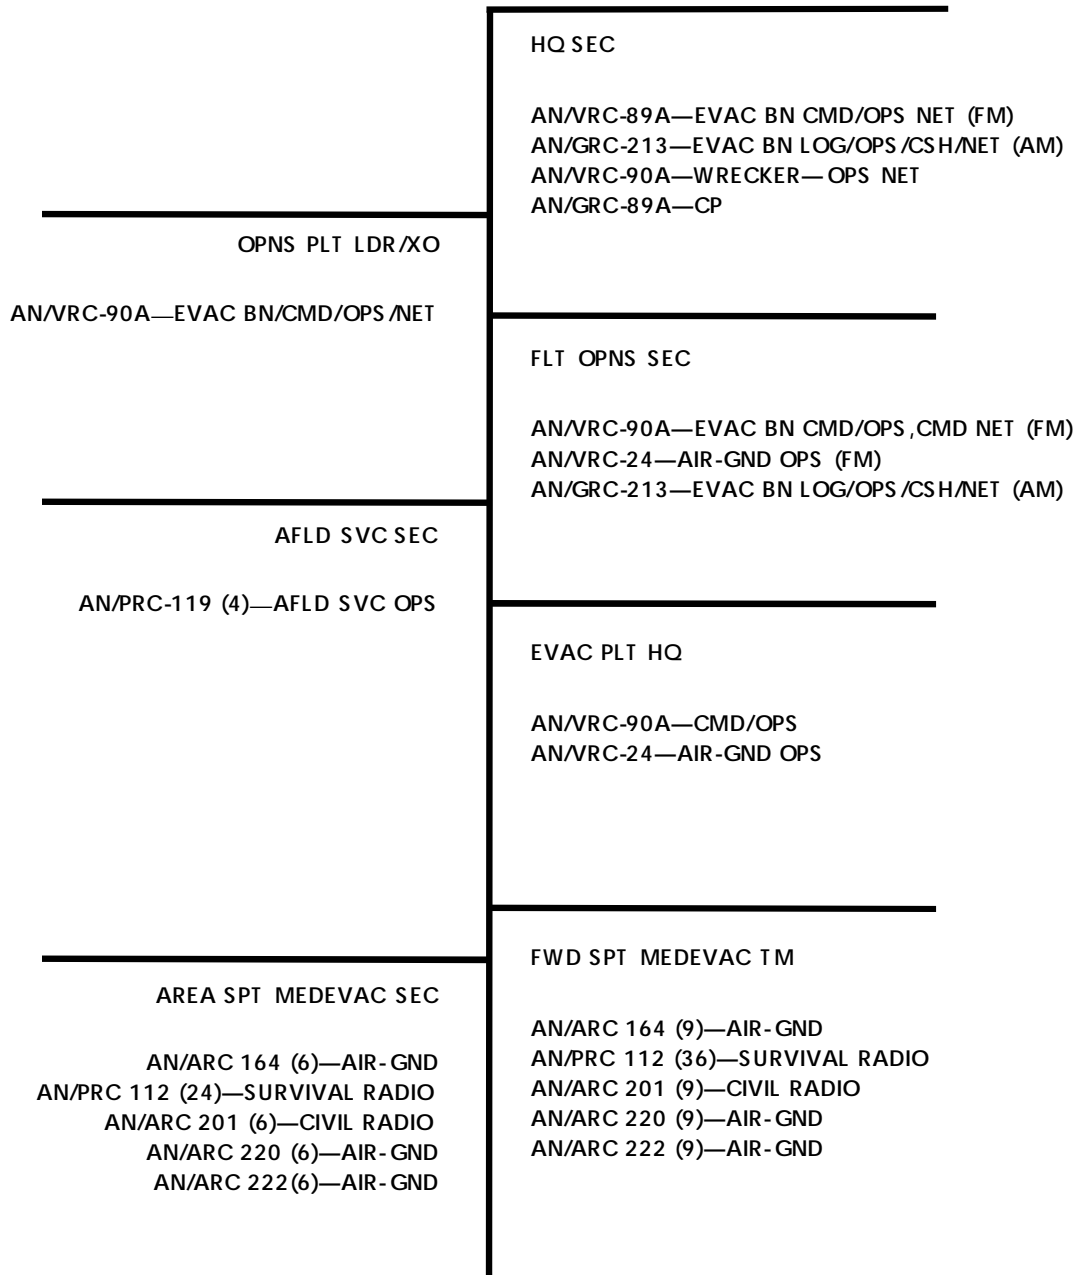 HQ SEC
AN/VRC-89A—EVAC BN CMD/OPS NET (FM)
AN/GRC-213—EVAC BN LOG/OPS/CSH/NET (AM)
AN/VRC-90A—WRECKER—OPS NET
AN/GRC-89A—CP
OPNS PLT LDR/XO
AN/VRC-90A—EVAC BN/CMD/OPS/NET
FLT OPNS SEC
AN/VRC-90A—EVAC BN CMD/OPS,CMD NET (FM)
AN/VRC-24—AIR-GND OPS (FM)
AN/GRC-213—EVAC BN LOG/OPS/CSH/NET (AM)
AFLD SVC SEC
AN/PRC-119 (4)—AFLD SVC OPS
EVAC PLT HQ
AN/VRC-90A—CMD/OPS
AN/VRC-24—AIR-GND OPS
AREA SPT MEDEVAC SEC
AN/ARC 164 (6)—AIR-GND
AN/PRC 112 (24)—SURVIVAL RADIO
AN/ARC 201 (6)—CIVIL RADIO
AN/ARC 220 (6)—AIR-GND
AN/ARC 222(6)—AIR-GND
FWD SPT MEDEVAC TM
AN/ARC 164 (9)—AIR-GND
AN/PRC 112 (36)—SURVIVAL RADIO
AN/ARC 201 (9)—CIVIL RADIO
AN/ARC 220 (9)—AIR-GND
AN/ARC 222 (9)—AIR-GND